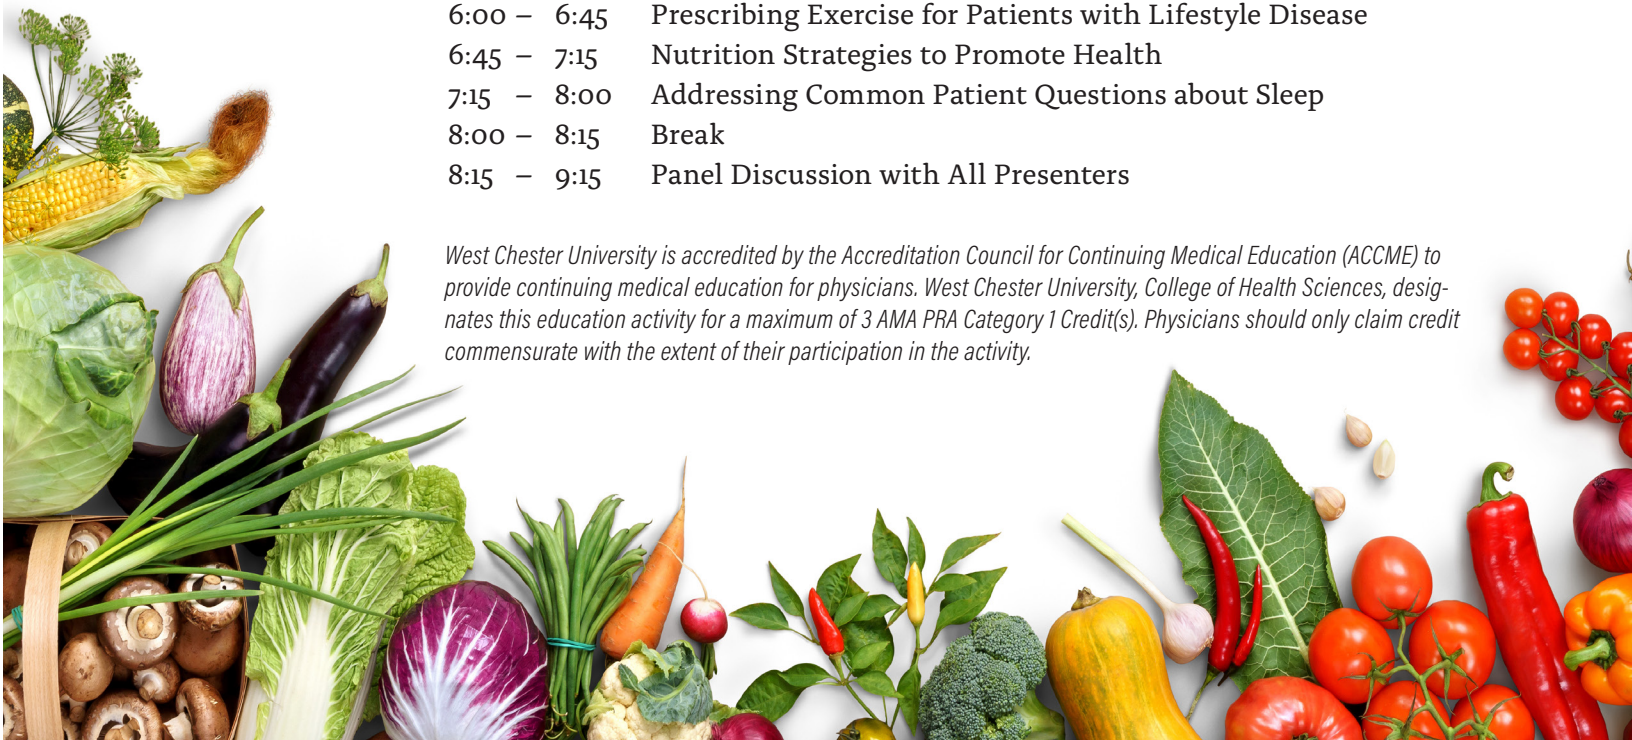 6:00 – 6:45 Prescribing Exercise for Patients with Lifestyle Disease
6:45 – 7:15 Nutrition Strategies to Promote Health
7:15 – 8:00 Addressing Common Patient Questions about Sleep
8:00 – 8:15 Break
8:15 – 9:15 Panel Discussion with All Presenters
West Chester University is accredited by the Accreditation Council for Continuing Medical Education (ACCME) to
provide continuing medical education for physicians. West Chester University, College of Health Sciences, desig-
nates this education activity for a maximum of 3 AMA PRA Category 1 Credit(s). Physicians should only claim credit
commensurate with the extent of their participation in the activity.